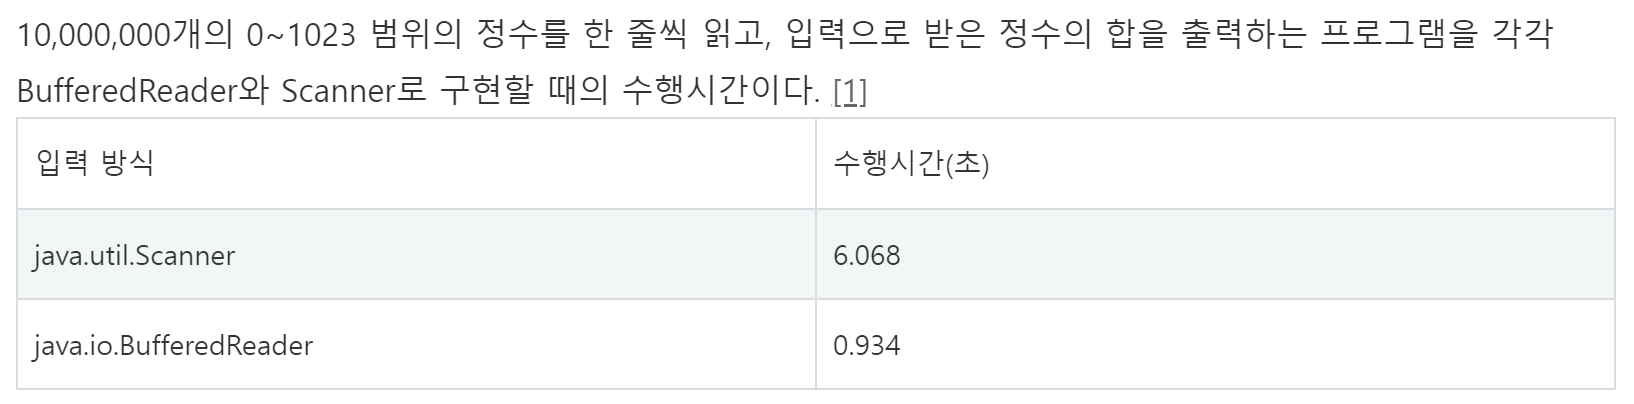 10,000,000개의 0~1023 범위의 정수를 한 줄씩 읽고, 입력으로 받은 정수의 합을 출력하는 프로그램을 각각
BufferedReader와 Scanner로 구현할 때의 수행시간이다. [1]
입력 방식 수행시간(초)
java.util.Scanner 6.068
java.io.BufferedReader 0.934